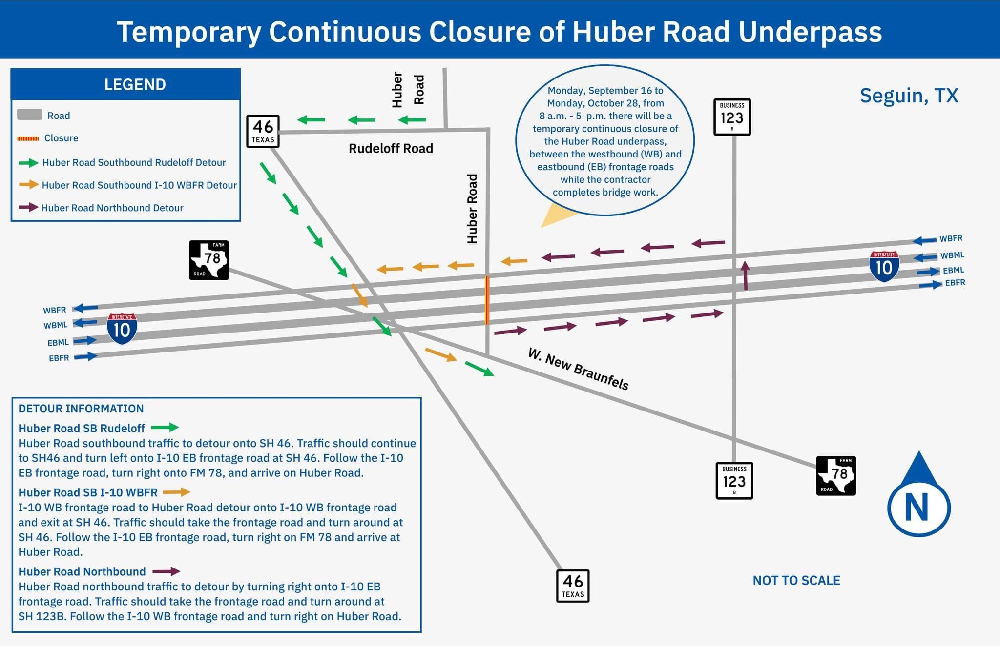 Temporary Continuous Closure of Huber Road Underpass
LEGEND
Road
Closure
Huber Road Southbound Rudeloff Detour
Huber Road Southbound I-10 WBFR Detour
Huber Road Northbound Detour
Huber
Road
46
TEXAS
Rudeloff Road
Huber Road
Monday, September 16 to
Monday, October 28, from
8 a.m. - 5 p.m. there will be a
temporary continuous closure of
the Huber Road underpass,
between the westbound (WB) and
eastbound (EB) frontage roads
while the contractor
completes bridge work.
BUSINESS
123
B
Seguin, TX
FARM
78
ROAD
WBFR
WBML
EBML
EBFR
INTERSTATE
10
WBFR
WBML
EBML
EBFR
INTERSTATE
10
W. New Braunfels
DETOUR INFORMATION
Huber Road SB Rudeloff
Huber Road southbound traffic to detour onto SH 46. Traffic should continue
to SH46 and turn left onto I-10 EB frontage road at SH 46. Follow the I-10
EB frontage road, turn right onto FM 78, and arrive on Huber Road.
Huber Road SB I-10 WBFR
I-10 WB frontage road to Huber Road detour onto I-10 WB frontage road
and exit at SH 46. Traffic should take the frontage road and turn around at
SH 46. Follow the I-10 EB frontage road, turn right on FM 78 and arrive at
Huber Road.
Huber Road Northbound
Huber Road northbound traffic to detour by turning right onto I-10 EB
frontage road. Traffic should take the frontage road and turn around at
SH 123B. Follow the I-10 WB frontage road and turn right on Huber Road.
BUSINESS
123
B
FARM
78
ROAD
N
46
TEXAS
NOT TO SCALE